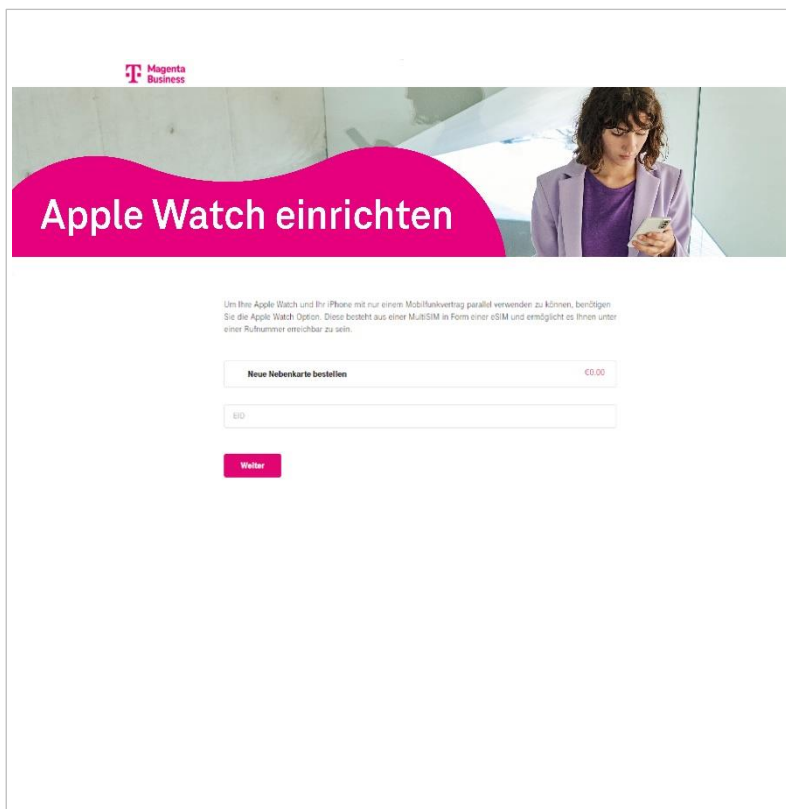 Magenta
Business
Apple Watch einrichten
Um Ihre Apple Watch und Ihr iPhone mit nur einem Mobilfunkvertrag parallel verwenden zu können, benötigen
Sie die Apple Watch Option. Diese besteht aus einer MultiSIM in Form einer eSIM und ermöglicht es Ihnen unter
einer Rufnummer erreichbar zu sein.
Neue Nebenkarte bestellen €0.00
EID
Weiter